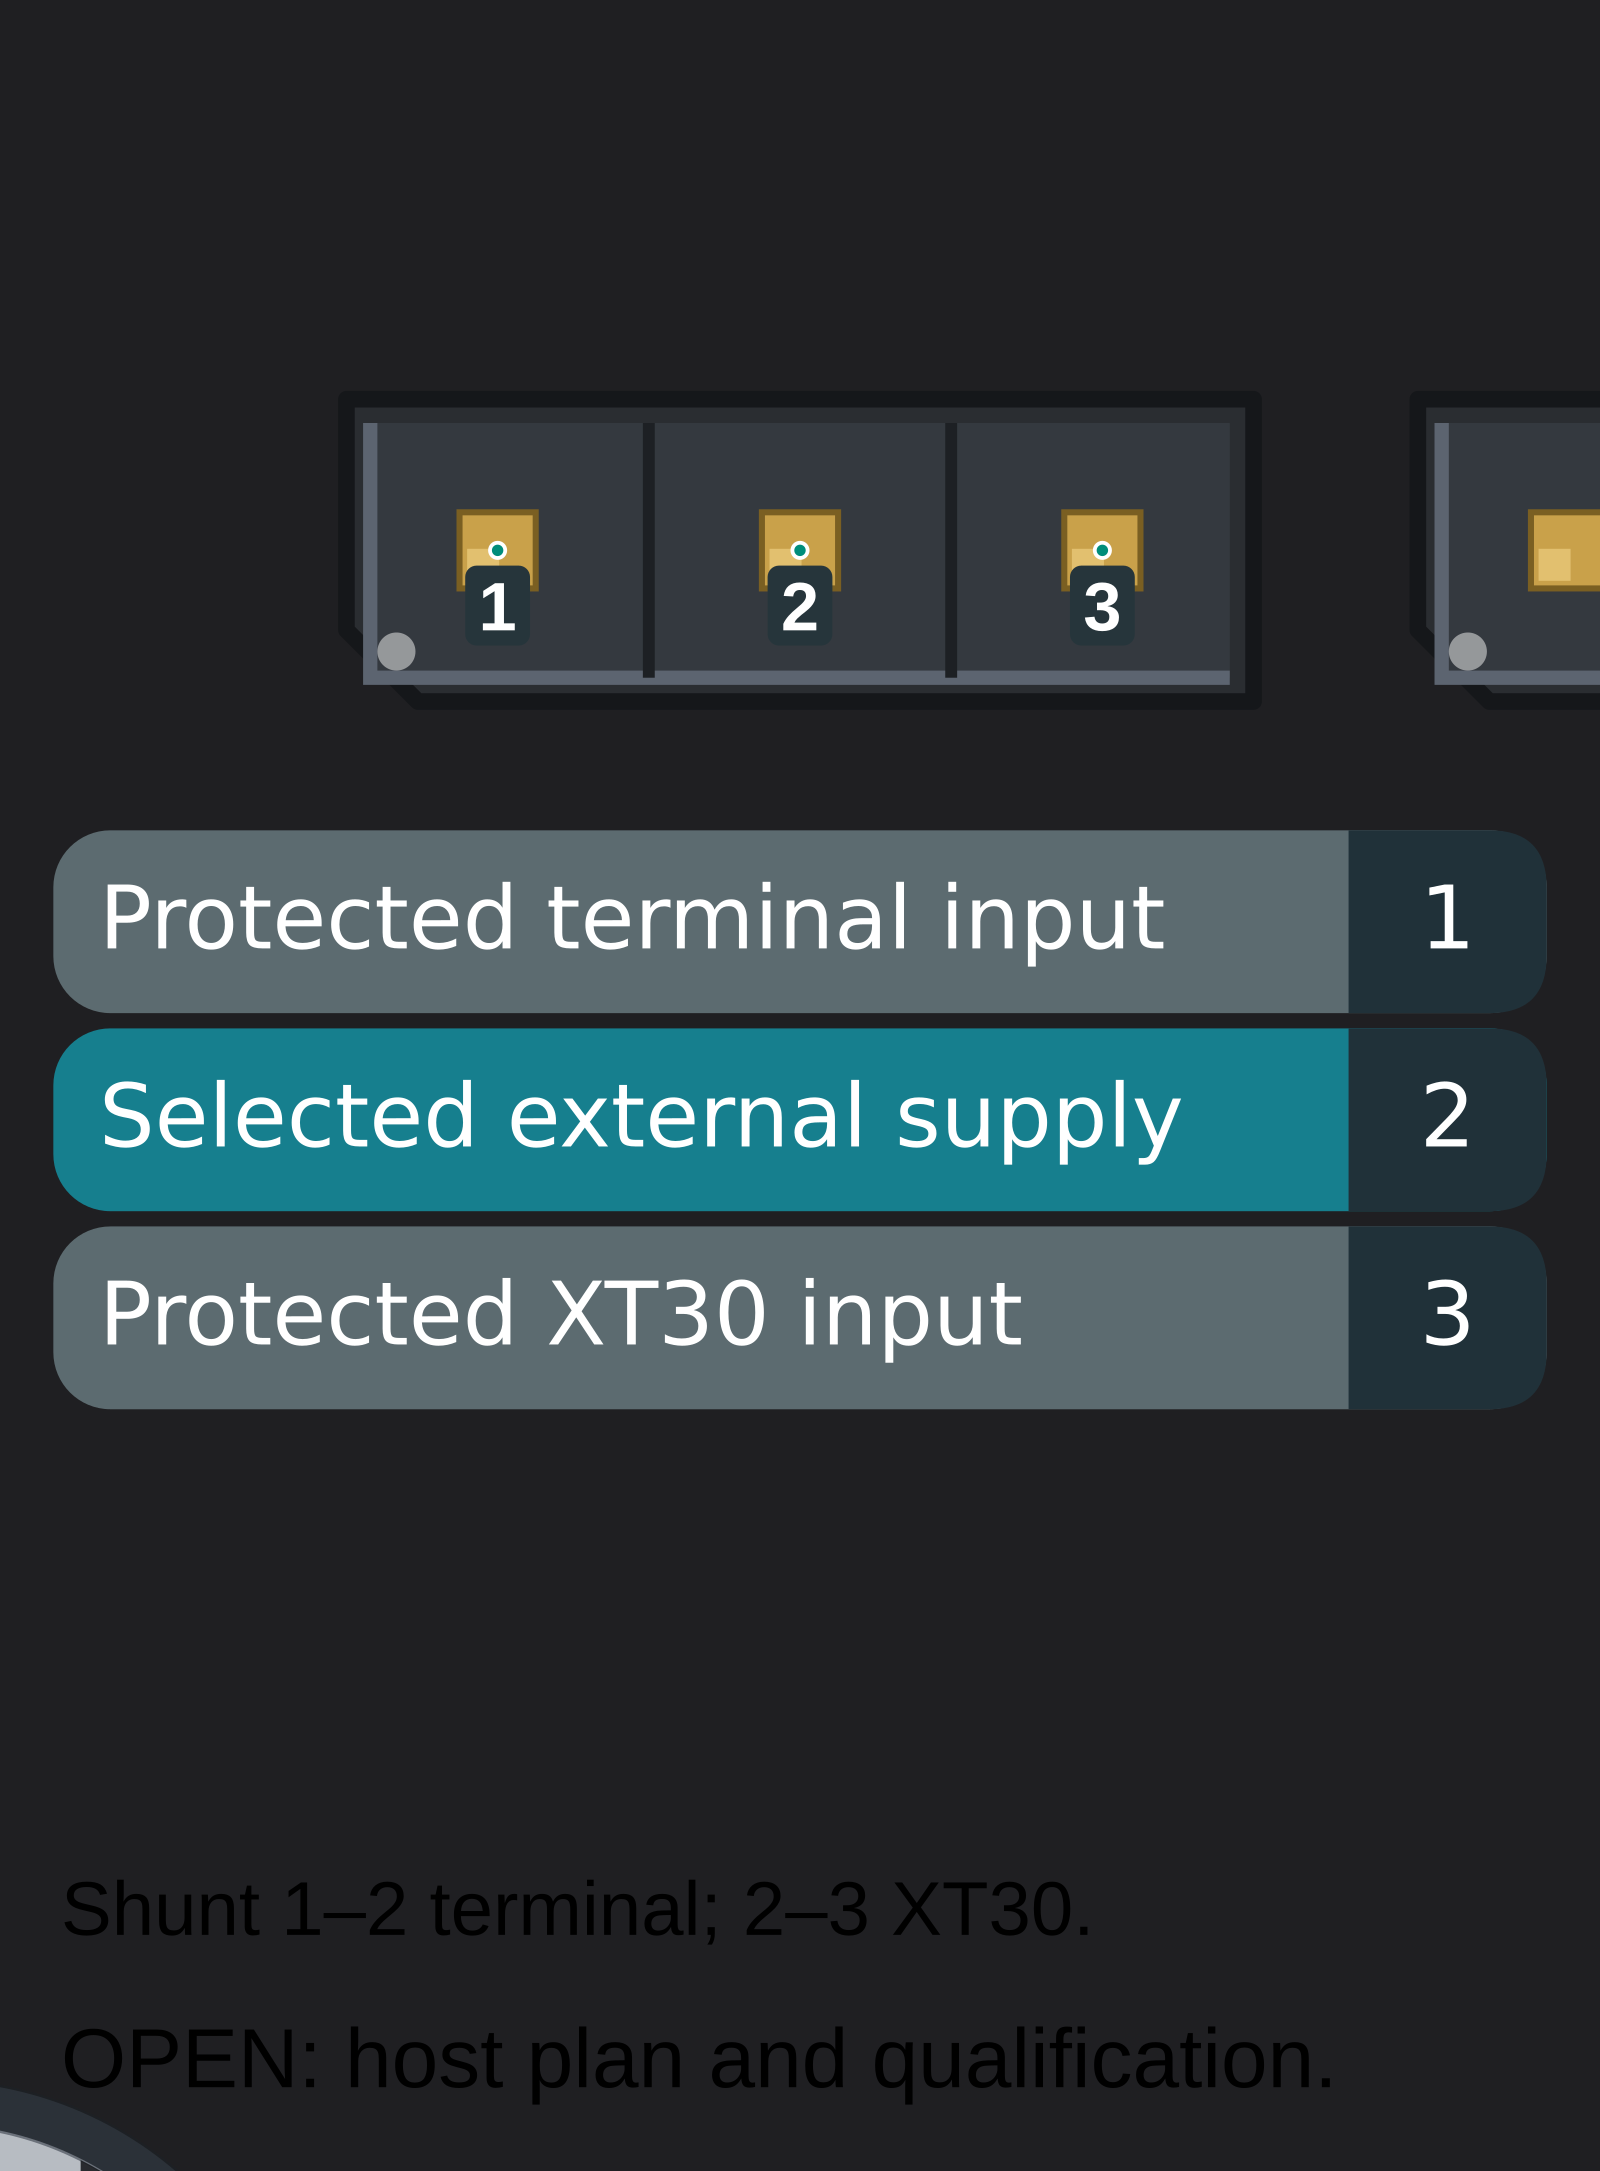 1 2 3
Protected terminal input 1
Selected external supply 2
Protected XT30 input 3
Shunt 1–2 terminal; 2–3 XT30.
OPEN: host plan and qualification.